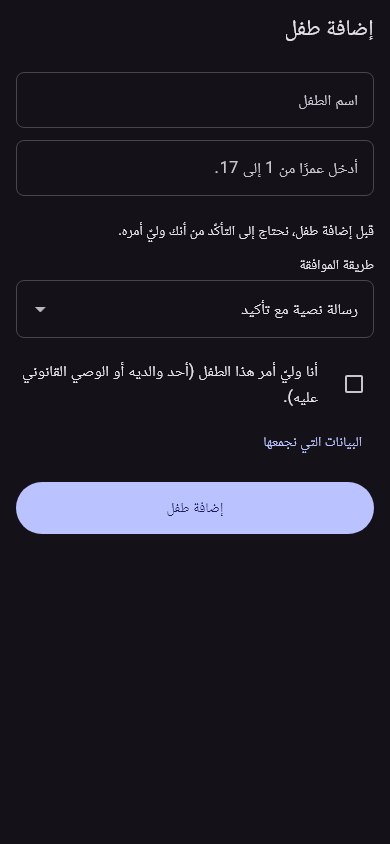 إضافة طفل
اسم الطفل
أدخل عمرًا من 1 إلى 17.
قبل إضافة طفل، نحتاج إلى التأكّد من أنك وليّ أمره.
طريقة الموافقة
رسالة نصية مع تأكيد
أنا وليّ أمر هذا الطفل (أحد والديه أو الوصي القانوني
عليه).
البيانات التي نجمعها
إضافة طفل